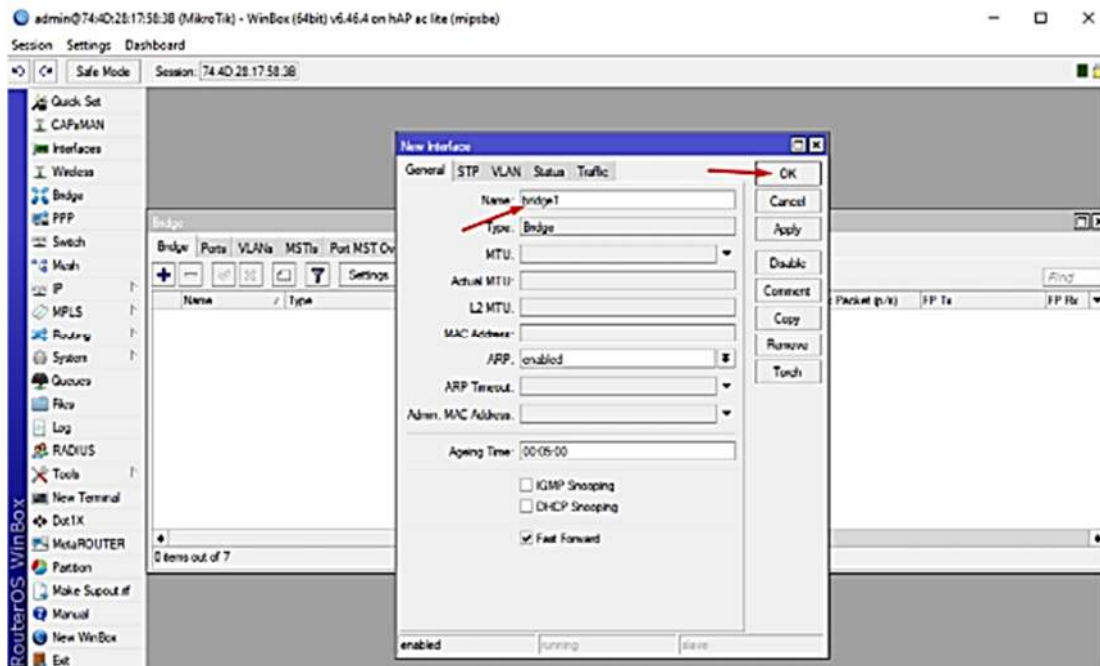 admin@74:4D:28:17:58:3B (MikroTik) - WinBox (64bit) v6.46.4 on hAP ac lite (mipsbe)
Session Settings Dashboard
Safe Mode Session: 74:4D:28:17:58:3B
Quick Set
CAPsMAN
Interfaces
Wireless
Bridge
PPP
Switch
Mesh
IP
MPLS
Routing
System
Queues
Files
Log
RADIUS
Tools
New Terminal
Dot1X
MetaROUTER
Partition
Make Supout.rif
Manual
New WinBox
Exit
RouterOS WinBox
Bridge
Bridge Ports VLANs MSTIs Port MST Ov
Settings
Find
Name / Type
Packet (p/s) FP Tx FP Rx
0 items out of 7
New Interface
General STP VLAN Status Traffic
Name: bridge1
Type: Bridge
MTU:
Actual MTU:
L2 MTU:
MAC Address:
ARP: enabled
ARP Timeout:
Admin. MAC Address:
Ageing Time: 00:05:00
IGMP Snooping
DHCP Snooping
Fast Forward
OK
Cancel
Apply
Disable
Comment
Copy
Remove
Torch
enabled running slave